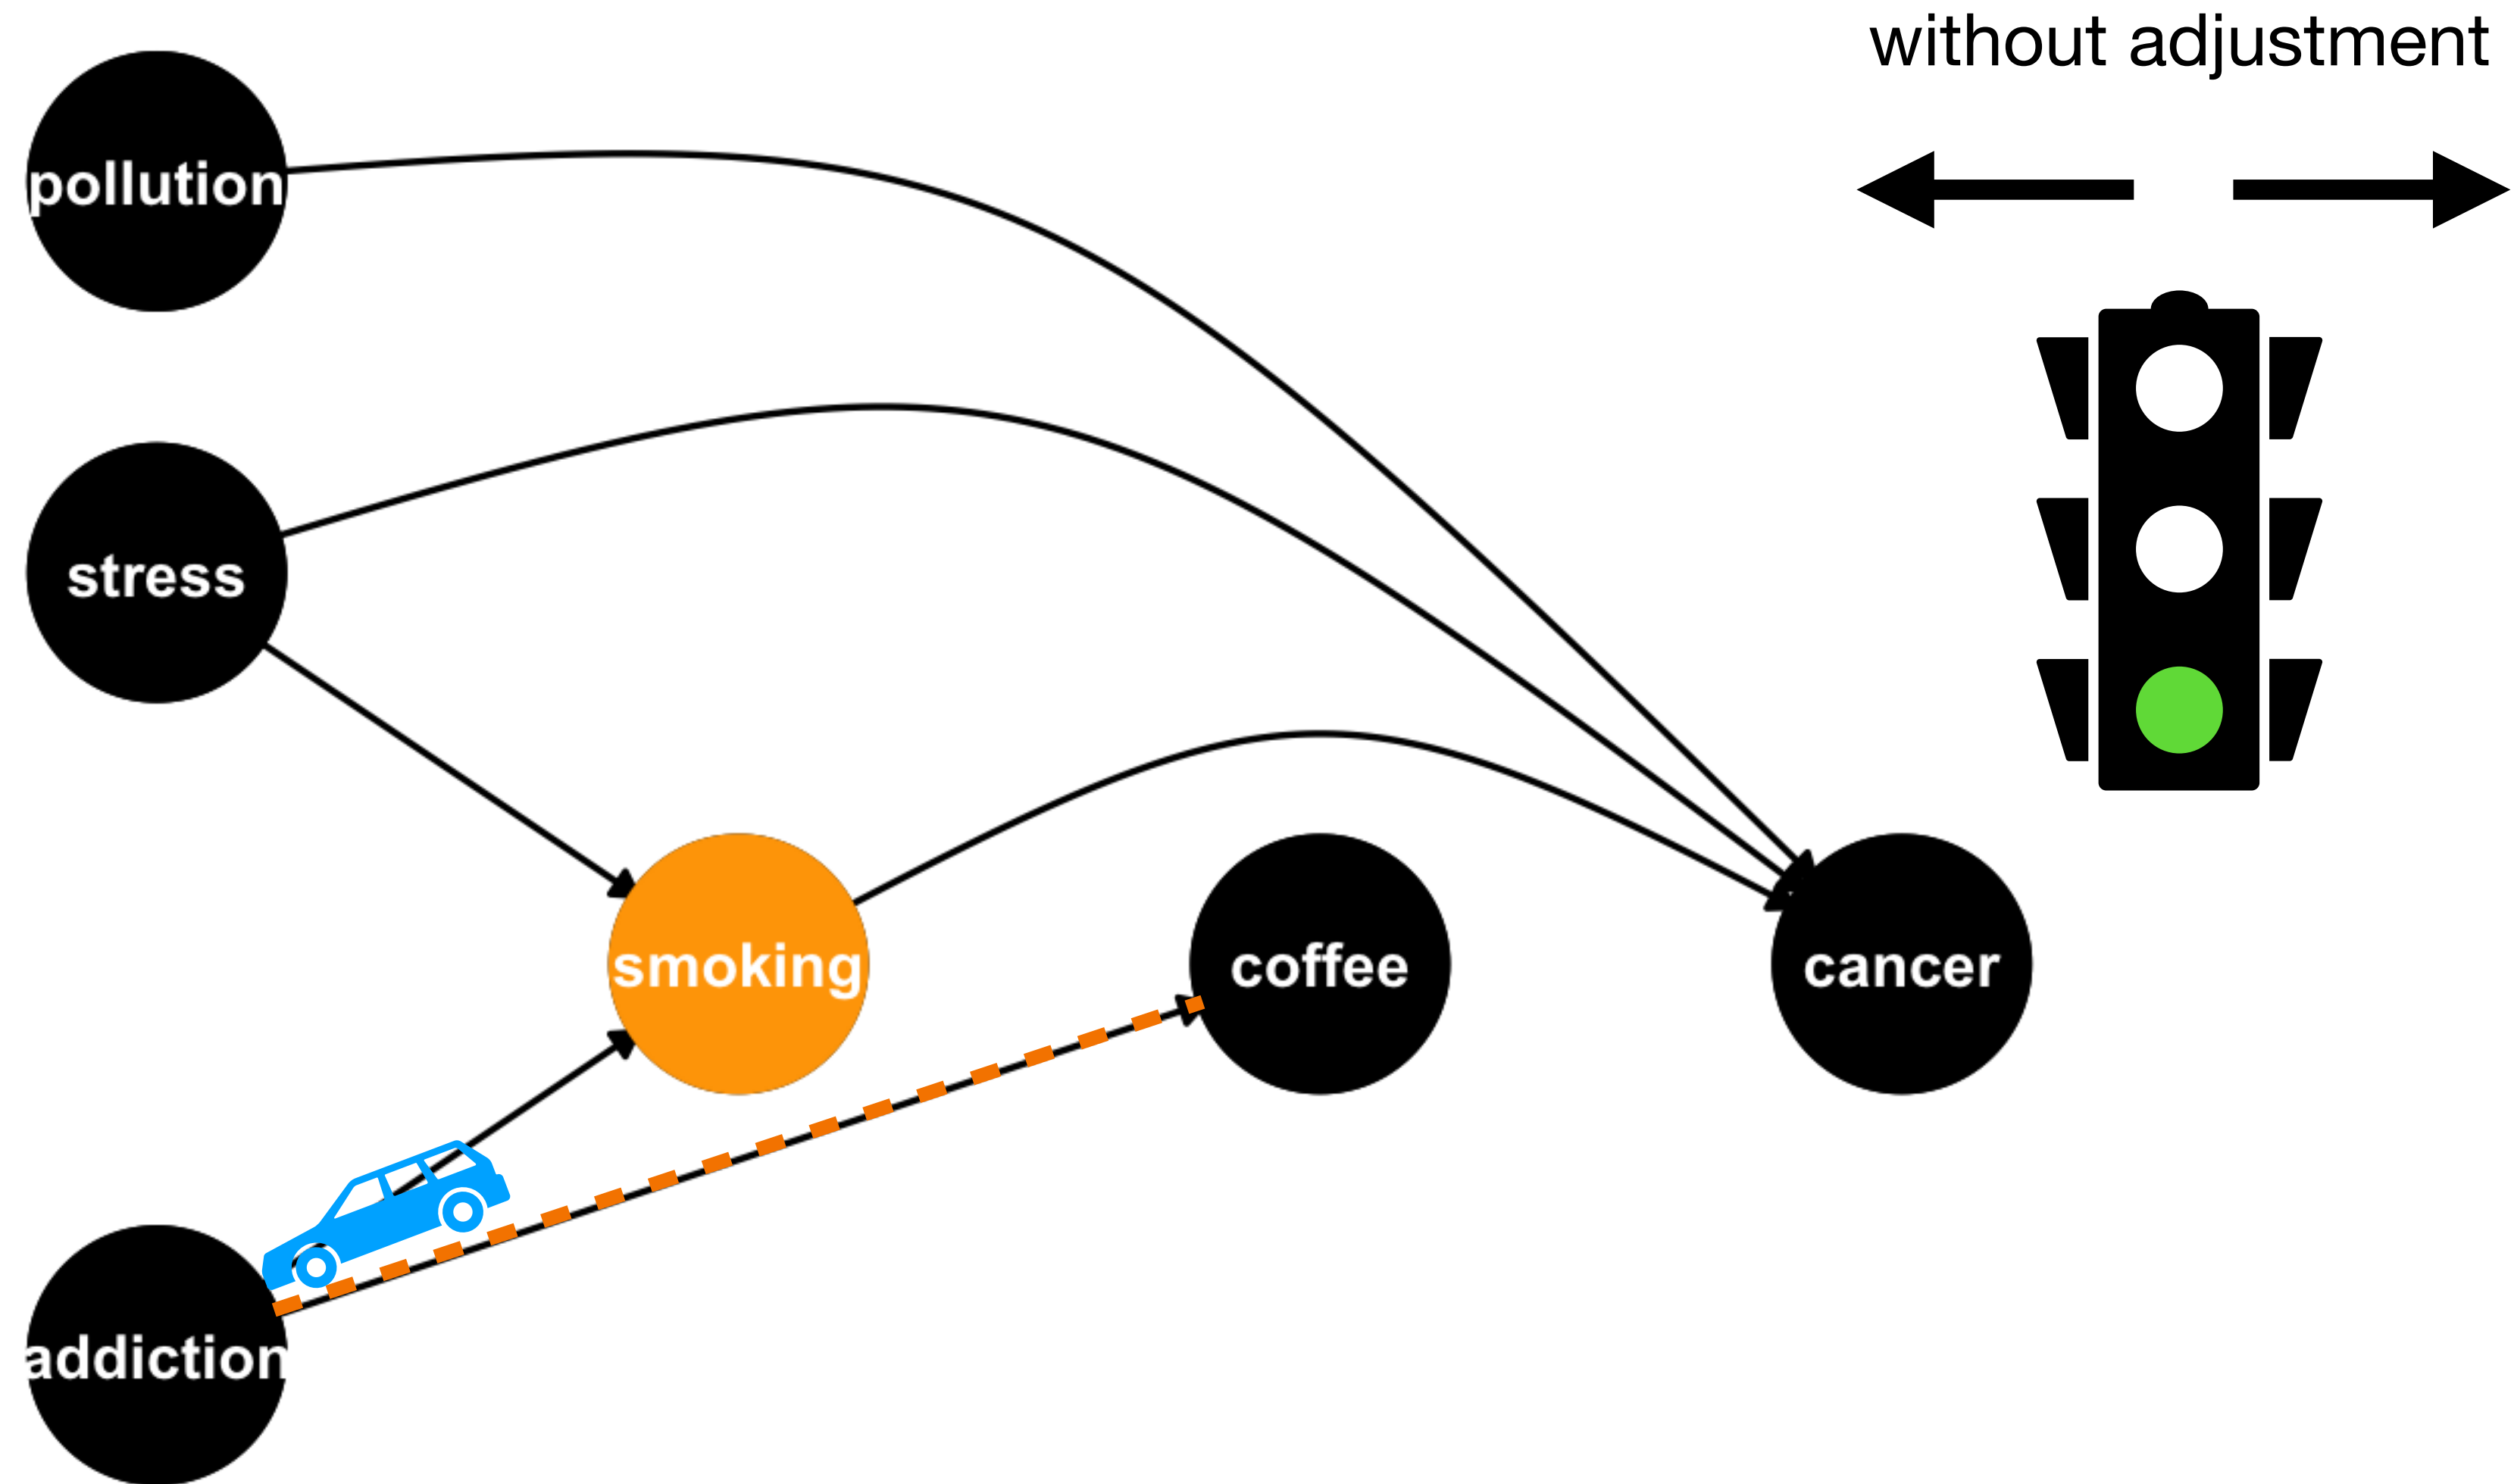 without adjustment
pollution
stress
smoking
coffee
cancer
addiction